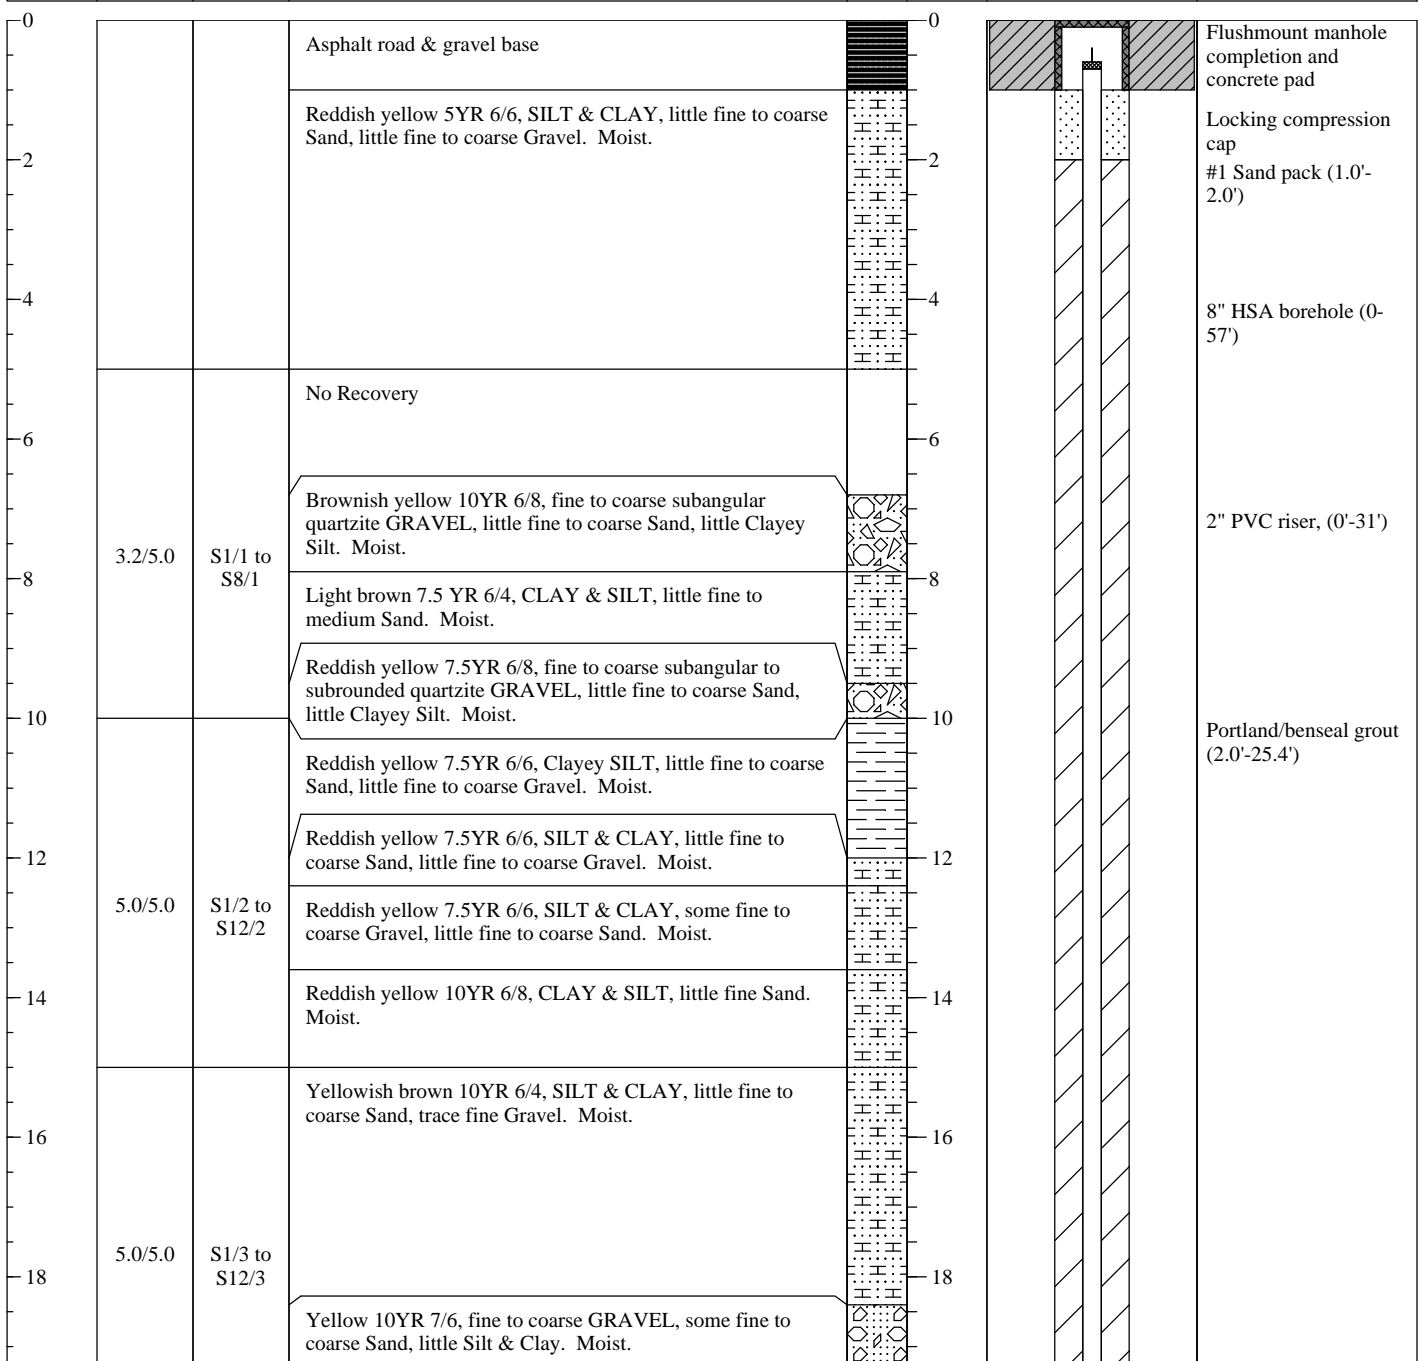 0
Asphalt road & gravel base
0
Flushmount manhole
completion and
concrete pad
Reddish yellow 5YR 6/6, SILT & CLAY, little fine to coarse
Sand, little fine to coarse Gravel. Moist.
Locking compression
cap
2
2
#1 Sand pack (1.0'-
2.0')
4
4
8" HSA borehole (0-
57')
No Recovery
6
6
Brownish yellow 10YR 6/8, fine to coarse subangular
quartzite GRAVEL, little fine to coarse Sand, little Clayey
Silt. Moist.
2" PVC riser, (0'-31')
3.2/5.0
S1/1 to
S8/1
8
8
Light brown 7.5 YR 6/4, CLAY & SILT, little fine to
medium Sand. Moist.
Reddish yellow 7.5YR 6/8, fine to coarse subangular to
subrounded quartzite GRAVEL, little fine to coarse Sand,
little Clayey Silt. Moist.
10
10
Portland/benseal grout
(2.0'-25.4')
Reddish yellow 7.5YR 6/6, Clayey SILT, little fine to coarse
Sand, little fine to coarse Gravel. Moist.
Reddish yellow 7.5YR 6/6, SILT & CLAY, little fine to
coarse Sand, little fine to coarse Gravel. Moist.
12
12
5.0/5.0
S1/2 to
S12/2
Reddish yellow 7.5YR 6/6, SILT & CLAY, some fine to
coarse Gravel, little fine to coarse Sand. Moist.
14
14
Reddish yellow 10YR 6/8, CLAY & SILT, little fine Sand.
Moist.
Yellowish brown 10YR 6/4, SILT & CLAY, little fine to
coarse Sand, trace fine Gravel. Moist.
16
16
5.0/5.0
S1/3 to
S12/3
18
18
Yellow 10YR 7/6, fine to coarse GRAVEL, some fine to
coarse Sand, little Silt & Clay. Moist.